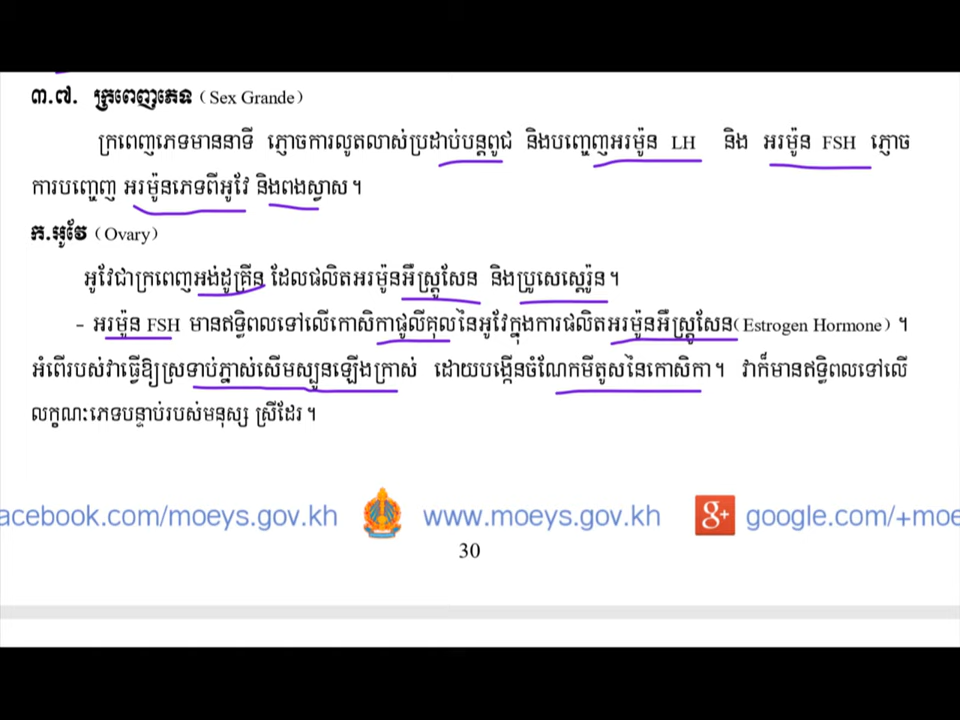 ៣.៧. ក្រពេញភេទ (Sex Grande)
ក្រពេញភេទមាននាទី ភ្ញោចការលូតលាស់ប្រដាប់បន្តពូជ និងបញ្ចេញអរម៉ូន LH និង អរម៉ូន FSH ភ្ញោច
ការបញ្ចេញ អរម៉ូនភេទពីអូវែ និងពងស្វាស។
ក.អូវែ (Ovary)
អូវែជាក្រពេញអង់ដូគ្រីន ដែលផលិតអរម៉ូនអឺស្ត្រូសែន និងប្រូសេស្តេរ៉ូន។
- អរម៉ូន FSH មានឥទ្ធិពលទៅលើកោសិកាផូលីគុលនៃអូវែក្នុងការផលិតអរម៉ូនអឺស្ត្រូសែន(Estrogen Hormone) ។
អំពើរបស់វាធ្វើឱ្យស្រទាប់ភ្នាស់សើមស្បូនឡើងក្រាស់ ដោយបង្កើនចំណែកមីតូសនៃកោសិកា។ វាក៏មានឥទ្ធិពលទៅលើ
លក្ខណៈភេទបន្ទាប់របស់មនុស្ស ស្រីដែរ។
acebook.com/moeys.gov.kh www.moeys.gov.kh g+ google.com/+moe
30